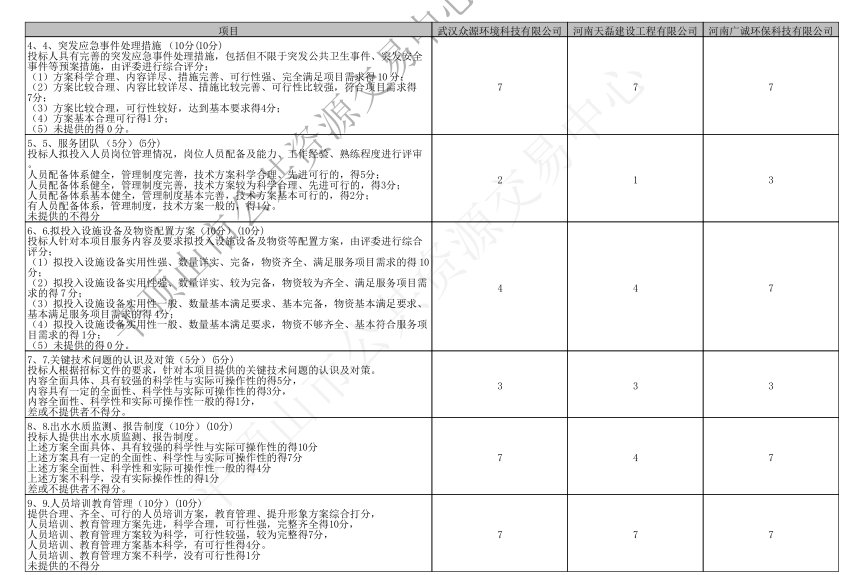 项目 武汉众源环境科技有限公司 河南天磊建设工程有限公司 河南广诚环保科技有限公司
4、4、突发应急事件处理措施 （10分(10分)
投标人具有完善的突发应急事件处理措施，包括但不限于突发公共卫生事件、突发安全
事件等预案措施，由评委进行综合评分；
（1）方案科学合理、内容详尽、措施完善、可行性强、完全满足项目需求得 10 分；
（2）方案比较合理、内容比较详尽、措施比较完善、可行性比较强，符合项目需求得
7分；
（3）方案比较合理，可行性较好，达到基本要求得4分；
（4）方案基本合理可行得1 分；
（5）未提供的得 0 分。
7 7 7
5、5、服务团队 （5分）(5分)
投标人拟投入人员岗位管理情况，岗位人员配备及能力、工作经验、熟练程度进行评审
。
人员配备体系健全，管理制度完善，技术方案科学合理、先进可行的，得5分；
人员配备体系健全，管理制度完善，技术方案较为科学合理、先进可行的，得3分；
人员配备体系基本健全，管理制度基本完善，技术方案基本可行的，得2分；
有人员配备体系，管理制度，技术方案一般的，得1分。
未提供的不得分
2 1 3
6、6.拟投入设施设备及物资配置方案（10分）(10分)
投标人针对本项目服务内容及要求拟投入设施设备及物资等配置方案，由评委进行综合
评分；
（1）拟投入设施设备实用性强、数量详实、完备，物资齐全、满足服务项目需求的得 10
分；
（2）拟投入设施设备实用性强、数量详实、较为完备，物资较为齐全、满足服务项目需
求的得 7 分；
（3）拟投入设施设备实用性一般、数量基本满足要求、基本完备，物资基本满足要求、
基本满足服务项目需求的得 4分；
（4）拟投入设施设备实用性一般、数量基本满足要求，物资不够齐全、基本符合服务项
目需求的得 1分；
（5）未提供的得 0 分。
4 4 7
7、7.关键技术问题的认识及对策（5分）(5分)
投标人根据招标文件的要求，针对本项目提供的关键技术问题的认识及对策。
内容全面具体、具有较强的科学性与实际可操作性的得5分，
内容具有一定的全面性、科学性与实际可操作性的得3分，
内容全面性、科学性和实际可操作性一般的得1分，
差或不提供者不得分。
3 3 3
8、8.出水水质监测、报告制度（10分）(10分)
投标人提供出水水质监测、报告制度。
上述方案全面具体、具有较强的科学性与实际可操作性的得10分
上述方案具有一定的全面性、科学性与实际可操作性的得7分
上述方案全面性、科学性和实际可操作性一般的得4分
上述方案不科学，没有实际操作性的得1分
差或不提供者不得分。
7 4 7
9、9.人员培训教育管理（10分）(10分)
提供合理、齐全、可行的人员培训方案，教育管理、提升形象方案综合打分，
人员培训、教育管理方案先进，科学合理，可行性强，完整齐全得10分，
人员培训、教育管理方案较为科学，可行性较强，较为完整得7分，
人员培训、教育管理方案基本科学，有可行性得4分。
人员培训、教育管理方案不科学，没有可行性得1分
未提供的不得分
7 7 7
平顶山市公共资源交易中心
平顶山市公共资源交易中心